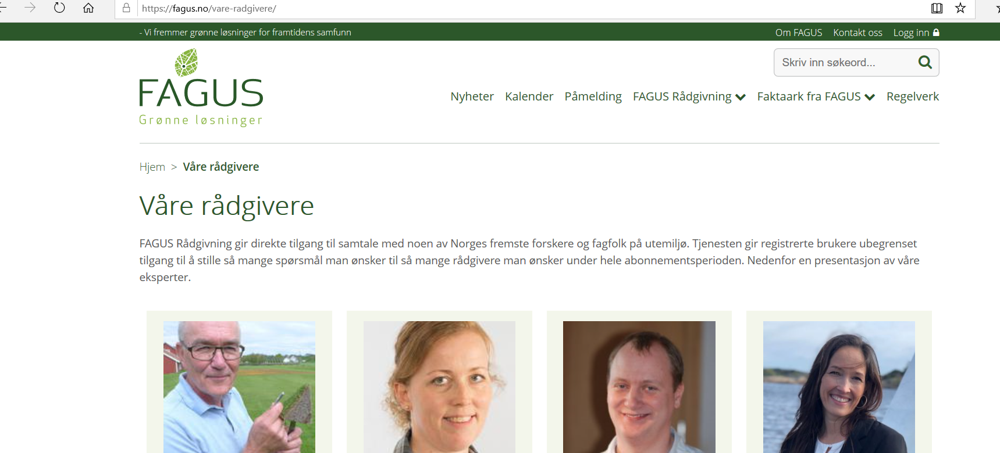 https://fagus.no/vare-radgivere/
- Vi fremmer grønne løsninger for framtidens samfunn
Om FAGUS Kontakt oss Logg inn
FAGUS
Grønne løsninger
Skriv inn søkeord...
Nyheter Kalender Påmelding FAGUS Rådgivning Faktaark fra FAGUS Regelverk
Hjem > Våre rådgivere
Våre rådgivere
FAGUS Rådgivning gir direkte tilgang til samtale med noen av Norges fremste forskere og fagfolk på utemiljø. Tjenesten gir registrerte brukere ubegrenset
tilgang til å stille så mange spørsmål man ønsker til så mange rådgivere man ønsker under hele abonnementsperioden. Nedenfor en presentasjon av våre
eksperter.